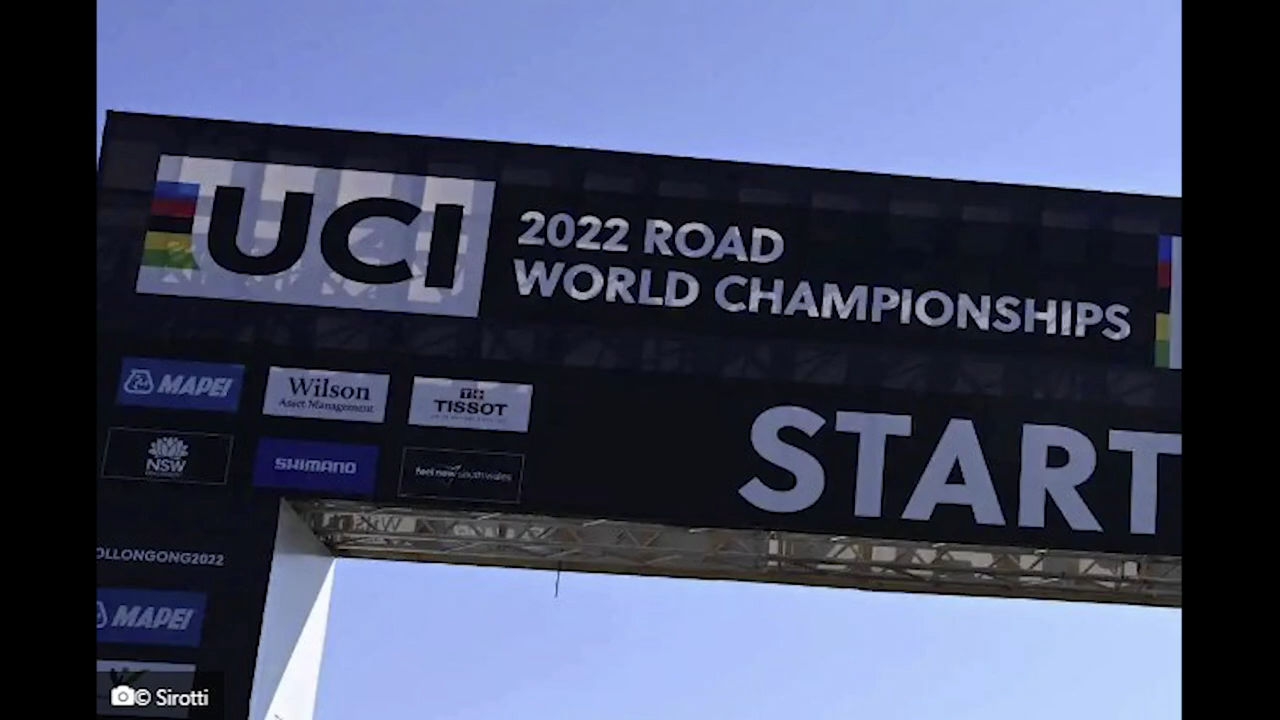 UCI
2022 ROAD
WORLD CHAMPIONSHIPS
MAPEI
Wilson
Asset Management
TISSOT
NSW
SHIMANO
feel new south wales
START
OLLONGONG2022
MAPEI
© Sirotti